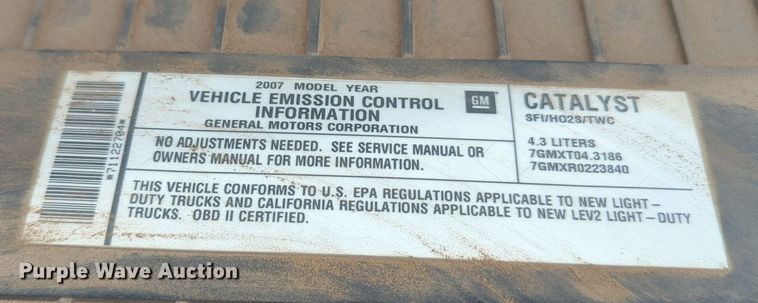 2007 MODEL YEAR
VEHICLE EMISSION CONTROL
INFORMATION
GENERAL MOTORS CORPORATION
GM
NO ADJUSTMENTS NEEDED. SEE SERVICE MANUAL OR
OWNERS MANUAL FOR MORE INFORMATION.
CATALYST
SFI/HO2S/TWC
4.3 LITERS
7GMXT04.3186
7GMXR0223840
THIS VEHICLE CONFORMS TO U.S. EPA REGULATIONS APPLICABLE TO NEW LIGHT-
DUTY TRUCKS AND CALIFORNIA REGULATIONS APPLICABLE TO NEW LEV2 LIGHT-DUTY
TRUCKS. OBD II CERTIFIED.
*71122704*
Purple Wave Auction